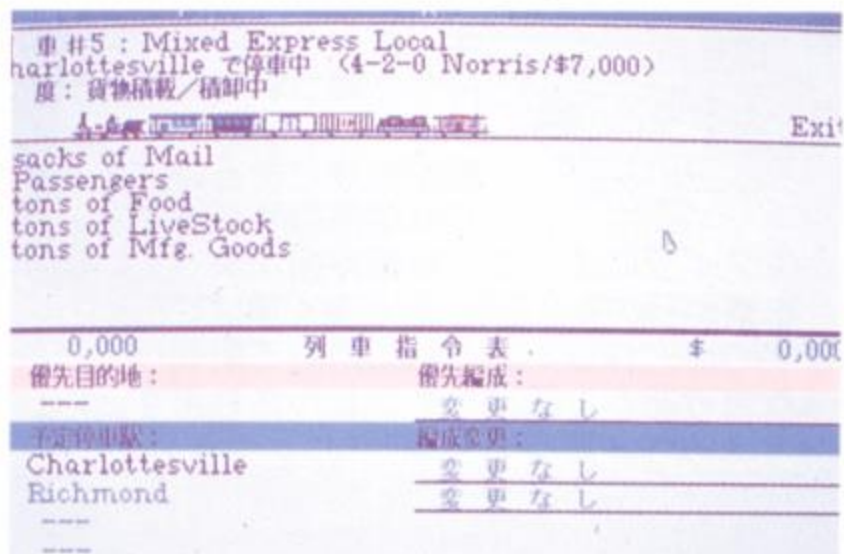 車 #5 : Mixed Express Local
harlottesville で停車中 (4-2-0 Norris/$7,000)
度 : 貨物積載／積卸中
Exit
sacks of Mail
Passengers
tons of Food
tons of LiveStock
tons of Mfg. Goods
0,000 列 車 指 令 表 . $ 0,000
優先目的地 : 優先編成 :
--- 変 更 な し
予定停車駅 : 編成変更 :
Charlottesville 変 更 な し
Richmond 変 更 な し
---
---